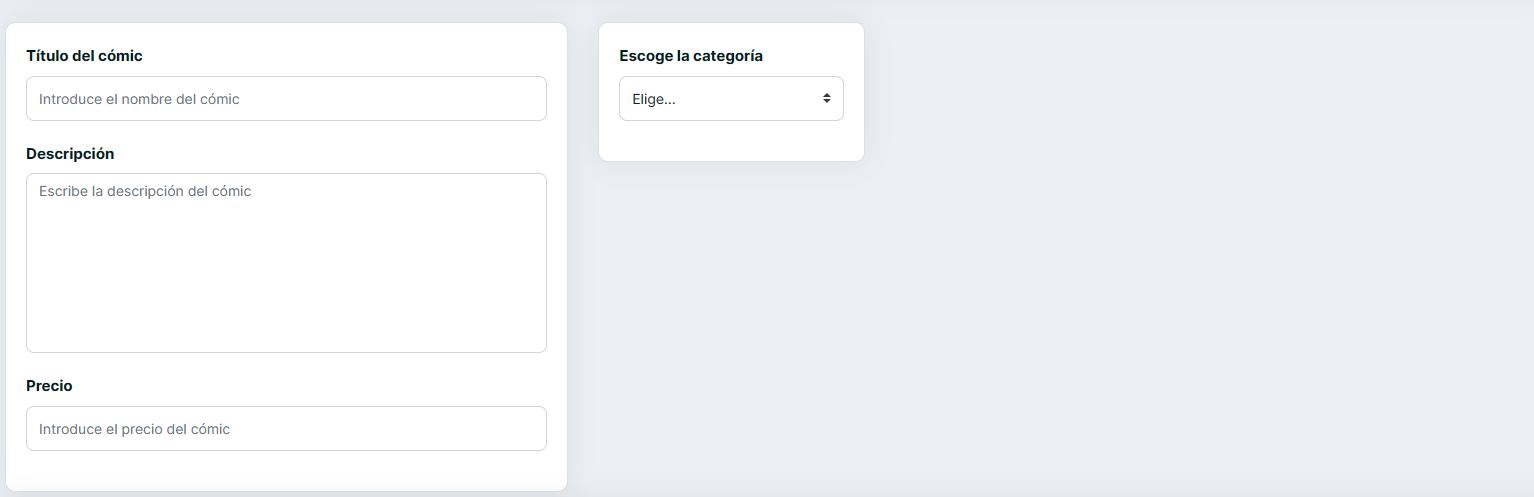 Título del cómic
Introduce el nombre del cómic
Descripción
Escribe la descripción del cómic
Precio
Introduce el precio del cómic
Escoge la categoría
Elige...